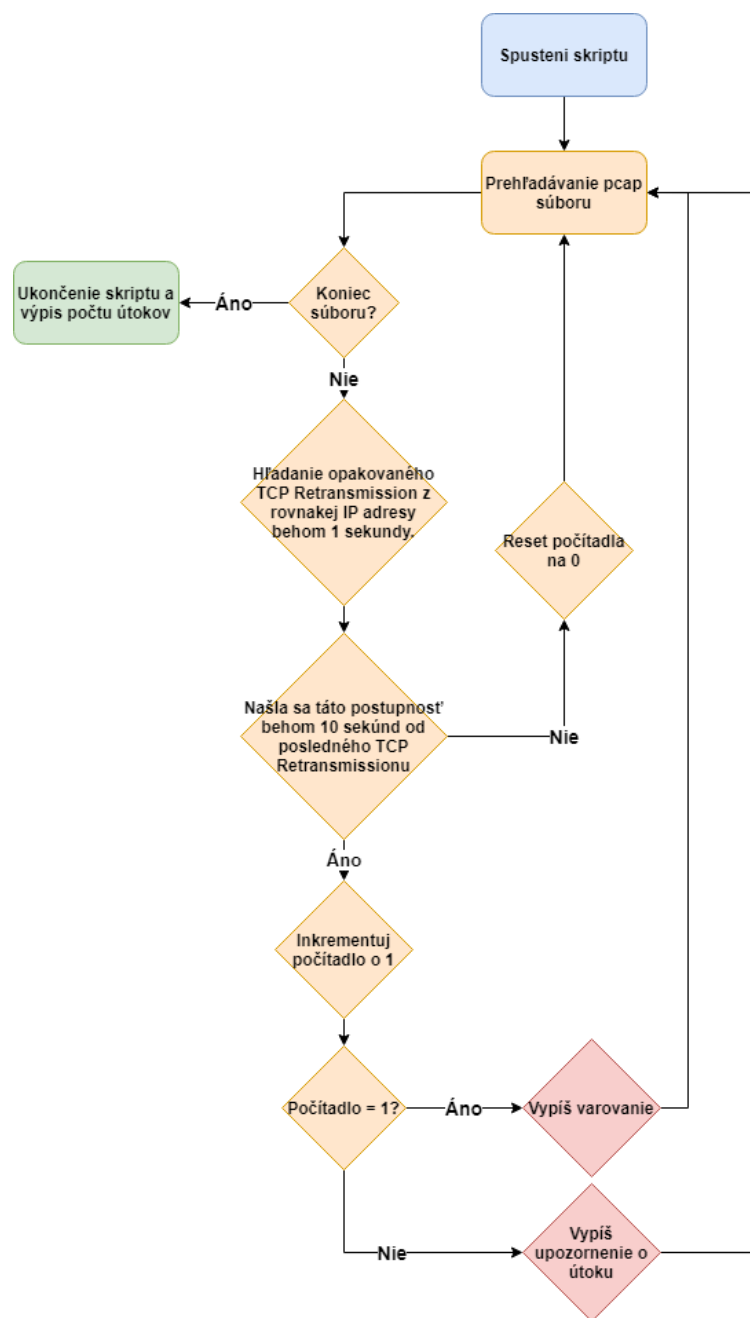 Spusteni skriptu
Prehľadávanie pcap
súboru
Koniec
súboru?
Áno
Ukončenie skriptu a
výpis počtu útokov
Nie
Hľadanie opakovaného
TCP Retransmission z
rovnakej IP adresy
behom 1 sekundy.
Reset počítadla
na 0
Našla sa táto postupnosť
behom 10 sekúnd od
posledného TCP
Retransmissionu
Nie
Áno
Inkrementuj
počítadlo o 1
Počítadlo = 1?
Áno
Vypíš varovanie
Nie
Vypíš
upozornenie o
útoku